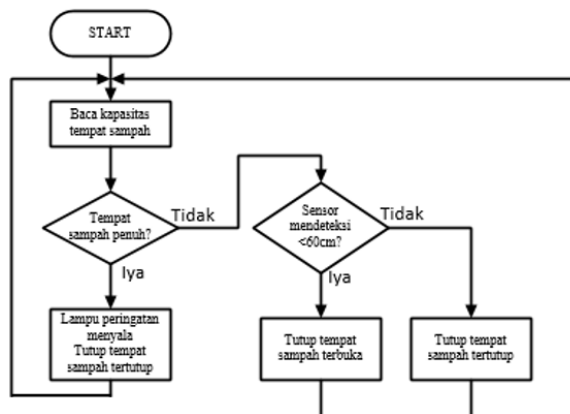 START
Baca kapasitas
tempat sampah
Tempat
sampah penuh?
Tidak
Iya
Lampu peringatan
menyala
Tutup tempat
sampah tertutup
Sensor
mendeteksi
<60cm?
Tidak
Iya
Tutup tempat
sampah terbuka
Tutup tempat
sampah tertutup